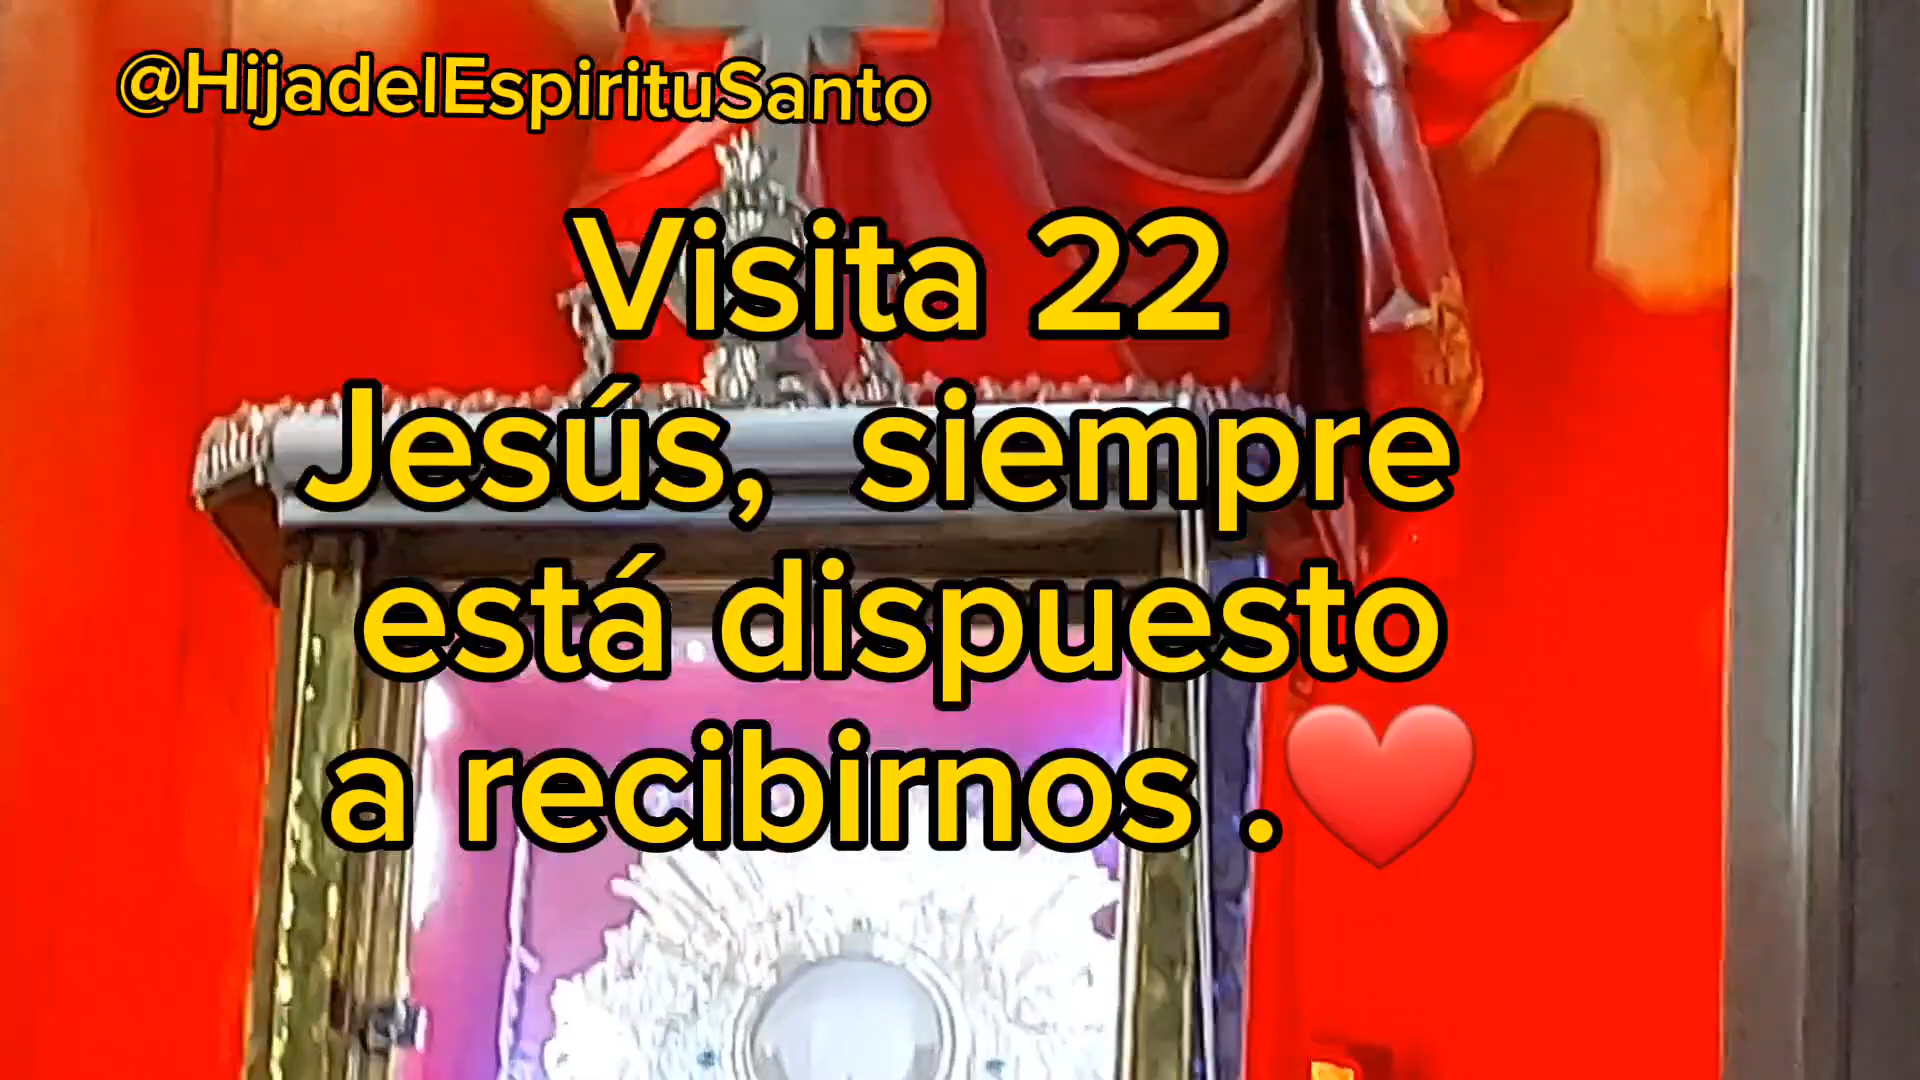 @HijadelEspirituSanto
Visita 22
Jesús, siempre
está dispuesto
a recibirnos .❤️